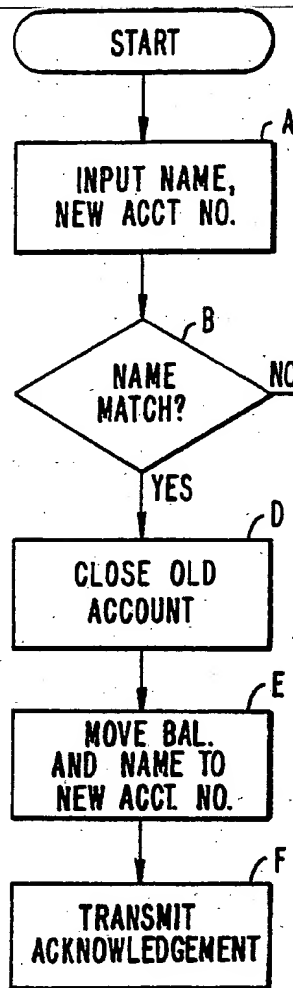 START
A
INPUT NAME,
NEW ACCT NO.
B
NAME
MATCH?
NO
YES
D
CLOSE OLD
ACCOUNT
E
MOVE BAL.
AND NAME TO
NEW ACCT. NO.
F
TRANSMIT
ACKNOWLEDGEMENT